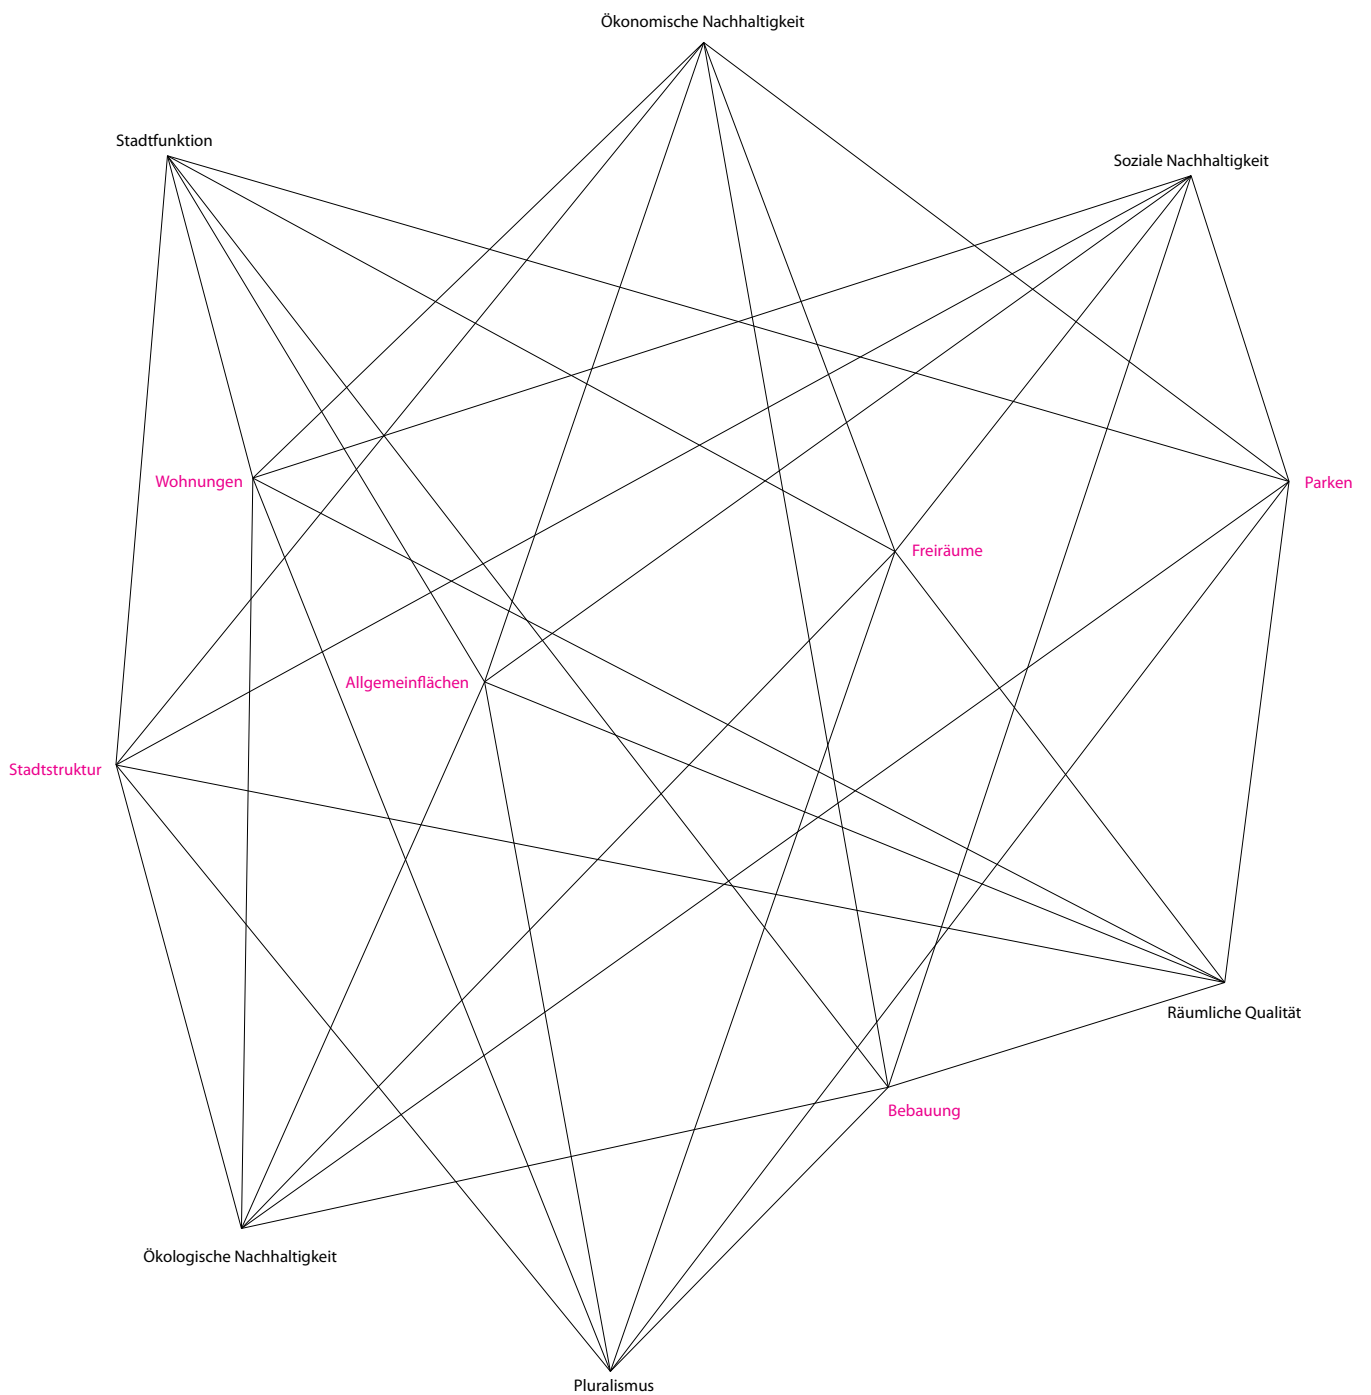 Ökonomische Nachhaltigkeit
Stadtfunktion
Soziale Nachhaltigkeit
Wohnungen
Parken
Freiräume
Allgemeinflächen
Stadtstruktur
Räumliche Qualität
Bebauung
Ökologische Nachhaltigkeit
Pluralismus